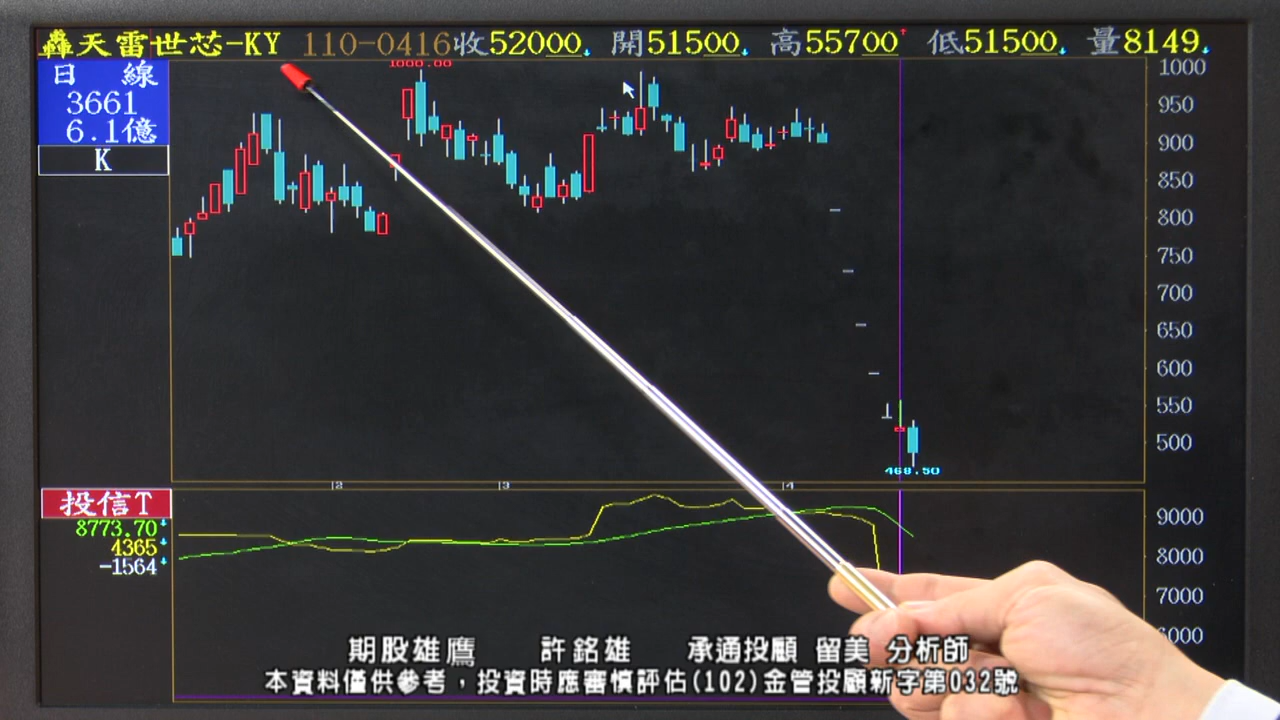 轟天雷世芯-KY 110-0416收52000↓ 開51500↓ 高55700↑ 低51500↓ 量8149↓
日 線
3661
6.1億
K
1000.00
1000
950
900
850
800
750
700
650
600
550
500
468.50
2 3 4
投信T
8773.70↓
4365↓
-1564↓
9000
8000
7000
6000
期股雄鷹 許銘雄 承通投顧 留美 分析師
本資料僅供參考，投資時應審慎評估(102)金管投顧新字第032號